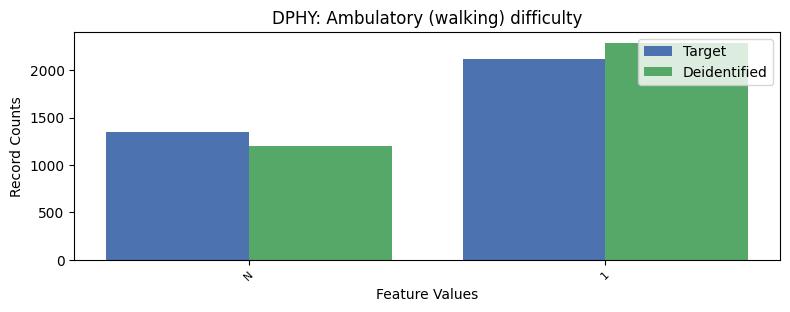 DPHY: Ambulatory (walking) difficulty
Record Counts
2000
1500
1000
500
0
Target
Deidentified
N
1
Feature Values